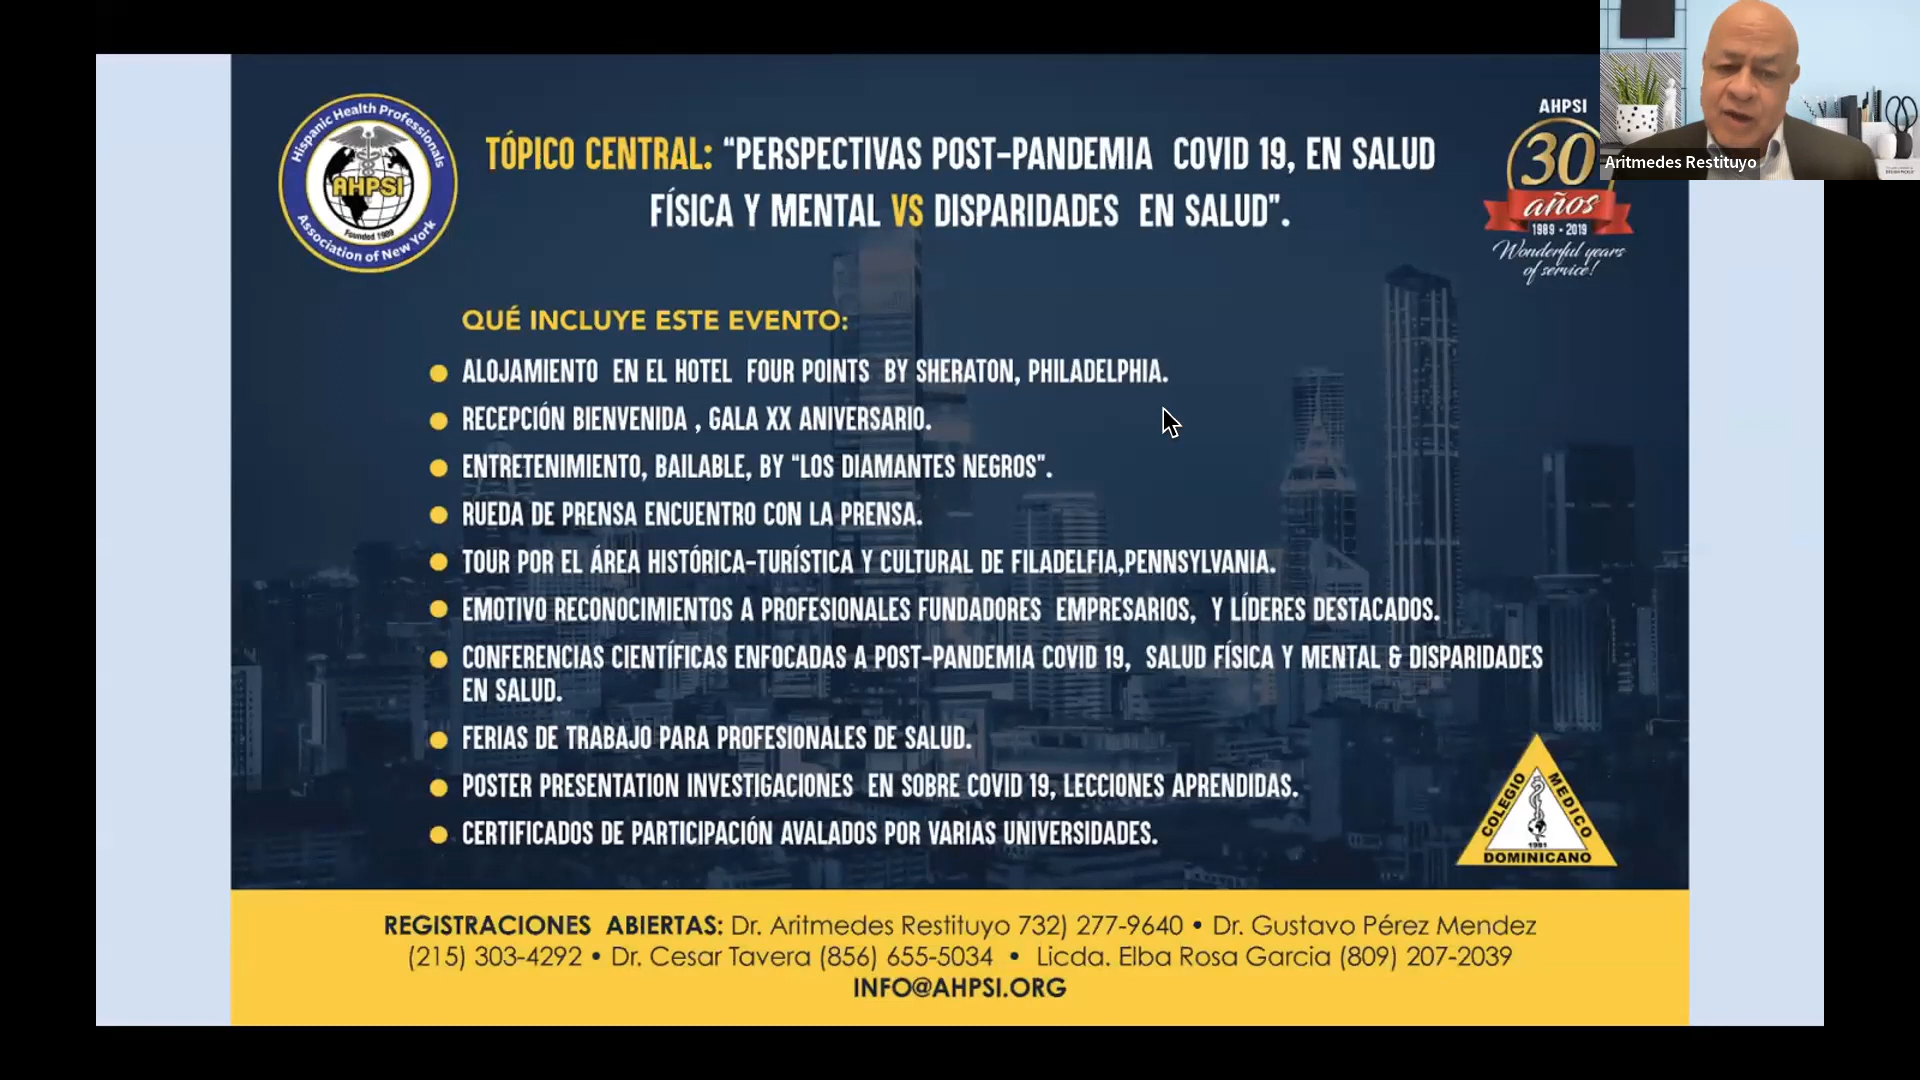 Hispanic Health Professionals
AHPSI
Founded 1989
Association of New York
TÓPICO CENTRAL: “PERSPECTIVAS POST-PANDEMIA COVID 19, EN SALUD
FÍSICA Y MENTAL VS DISPARIDADES EN SALUD”.
AHPSI
30
años
1989 - 2019
Wonderful years
of service!
Aritmedes Restituyo
QUÉ INCLUYE ESTE EVENTO:
ALOJAMIENTO EN EL HOTEL FOUR POINTS BY SHERATON, PHILADELPHIA.
RECEPCIÓN BIENVENIDA , GALA XX ANIVERSARIO.
ENTRETENIMIENTO, BAILABLE, BY “LOS DIAMANTES NEGROS”.
RUEDA DE PRENSA ENCUENTRO CON LA PRENSA.
TOUR POR EL ÁREA HISTÓRICA-TURÍSTICA Y CULTURAL DE FILADELFIA,PENNSYLVANIA.
EMOTIVO RECONOCIMIENTOS A PROFESIONALES FUNDADORES EMPRESARIOS, Y LÍDERES DESTACADOS.
CONFERENCIAS CIENTÍFICAS ENFOCADAS A POST-PANDEMIA COVID 19, SALUD FÍSICA Y MENTAL & DISPARIDADES
EN SALUD.
FERIAS DE TRABAJO PARA PROFESIONALES DE SALUD.
POSTER PRESENTATION INVESTIGACIONES EN SOBRE COVID 19, LECCIONES APRENDIDAS.
CERTIFICADOS DE PARTICIPACIÓN AVALADOS POR VARIAS UNIVERSIDADES.
COLEGIO MEDICO
1981
DOMINICANO
REGISTRACIONES ABIERTAS: Dr. Aritmedes Restituyo 732) 277-9640 • Dr. Gustavo Pérez Mendez
(215) 303-4292 • Dr. Cesar Tavera (856) 655-5034 • Licda. Elba Rosa Garcia (809) 207-2039
INFO@AHPSI.ORG